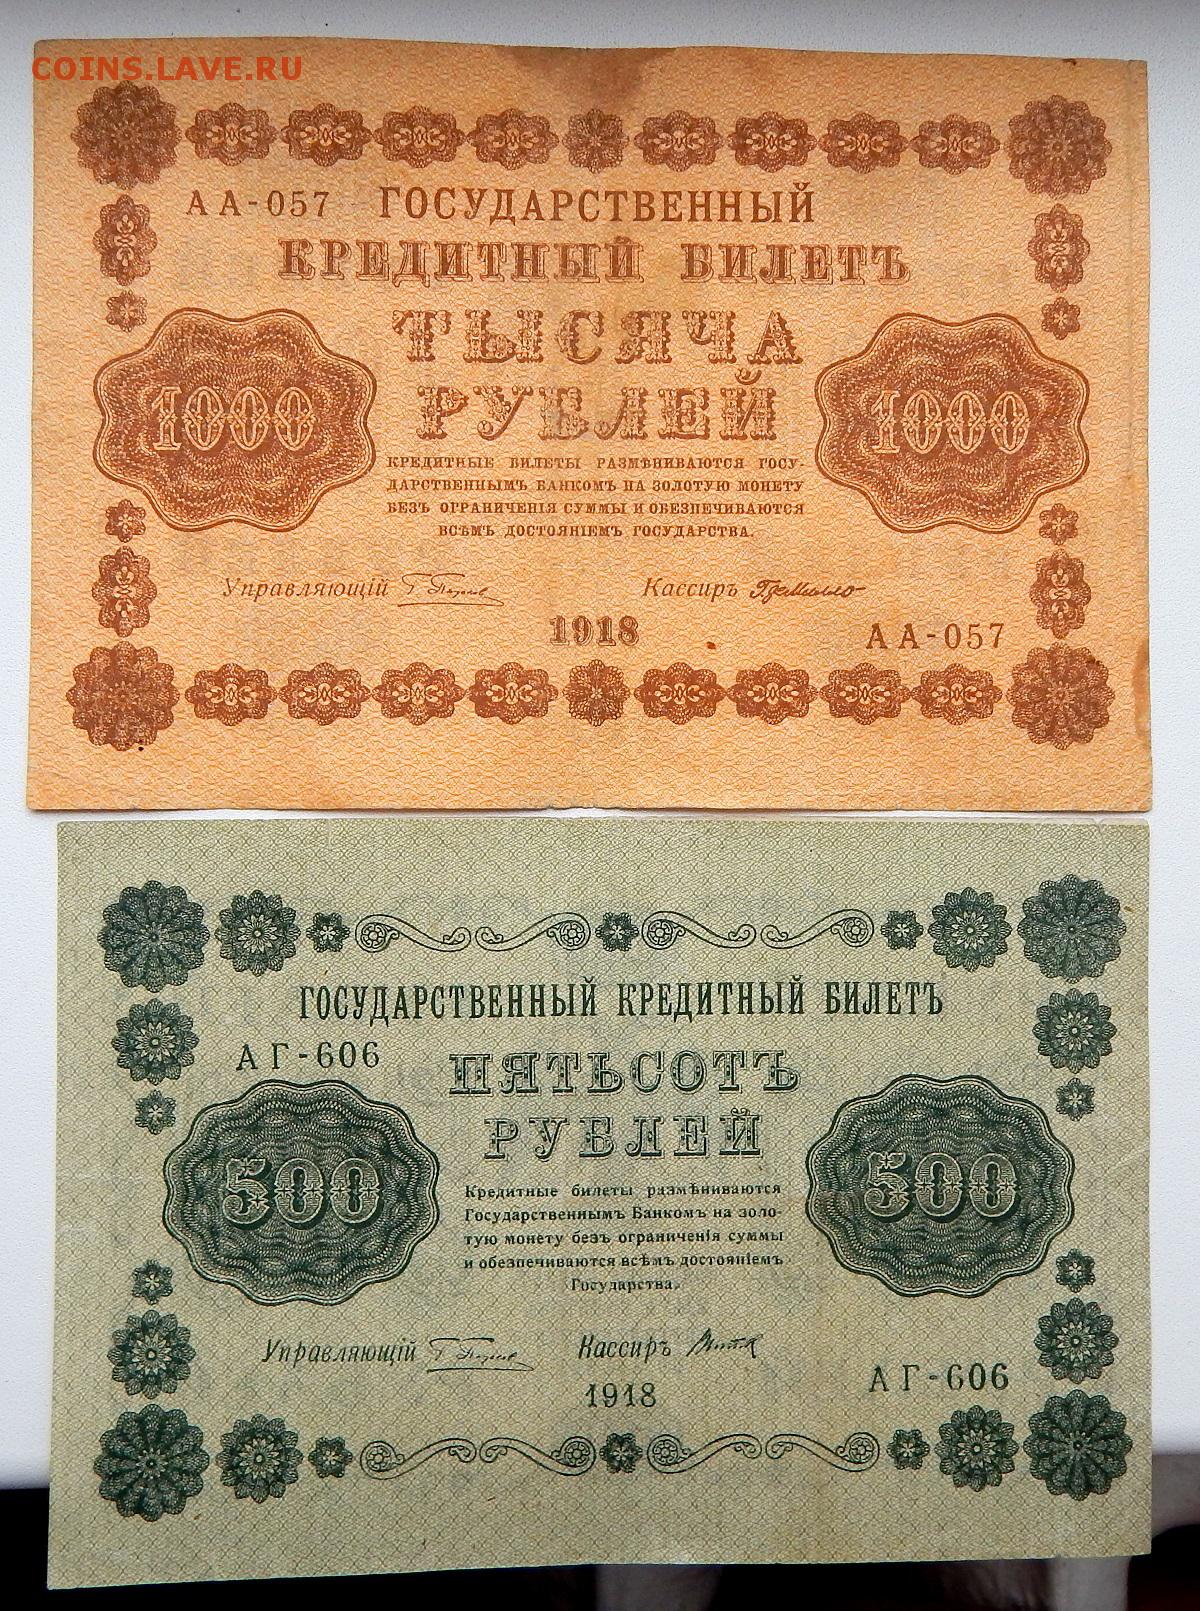 COINS.LAVE.RU
АА-057 ГОСУДАРСТВЕННЫЙ
КРЕДИТНЫЙ БИЛЕТЪ
ТЫСЯЧА
РУБЛЕЙ
1000
1000
КРЕДИТНЫЕ БИЛЕТЫ РАЗМѢНИВАЮТСЯ ГОСУ-
ДАРСТВЕННЫМЪ БАНКОМЪ НА ЗОЛОТУЮ МОНЕТУ
БЕЗЪ ОГРАНИЧЕНІЯ СУММЫ И ОБЕЗПЕЧИВАЮТСЯ
ВСѢМЪ ДОСТОЯНІЕМЪ ГОСУДАРСТВА.
Управляющій Кассиръ
1918
АА-057
ГОСУДАРСТВЕННЫЙ КРЕДИТНЫЙ БИЛЕТЪ
АГ-606
ПЯТЬСОТЪ
РУБЛЕЙ
500
500
Кредитные билеты размѣниваются
Государственнымъ Банкомъ на золо-
тую монету безъ ограниченія суммы
и обезпечиваются всѣмъ достояніемъ
Государства.
Управляющій Кассиръ
1918
АГ-606